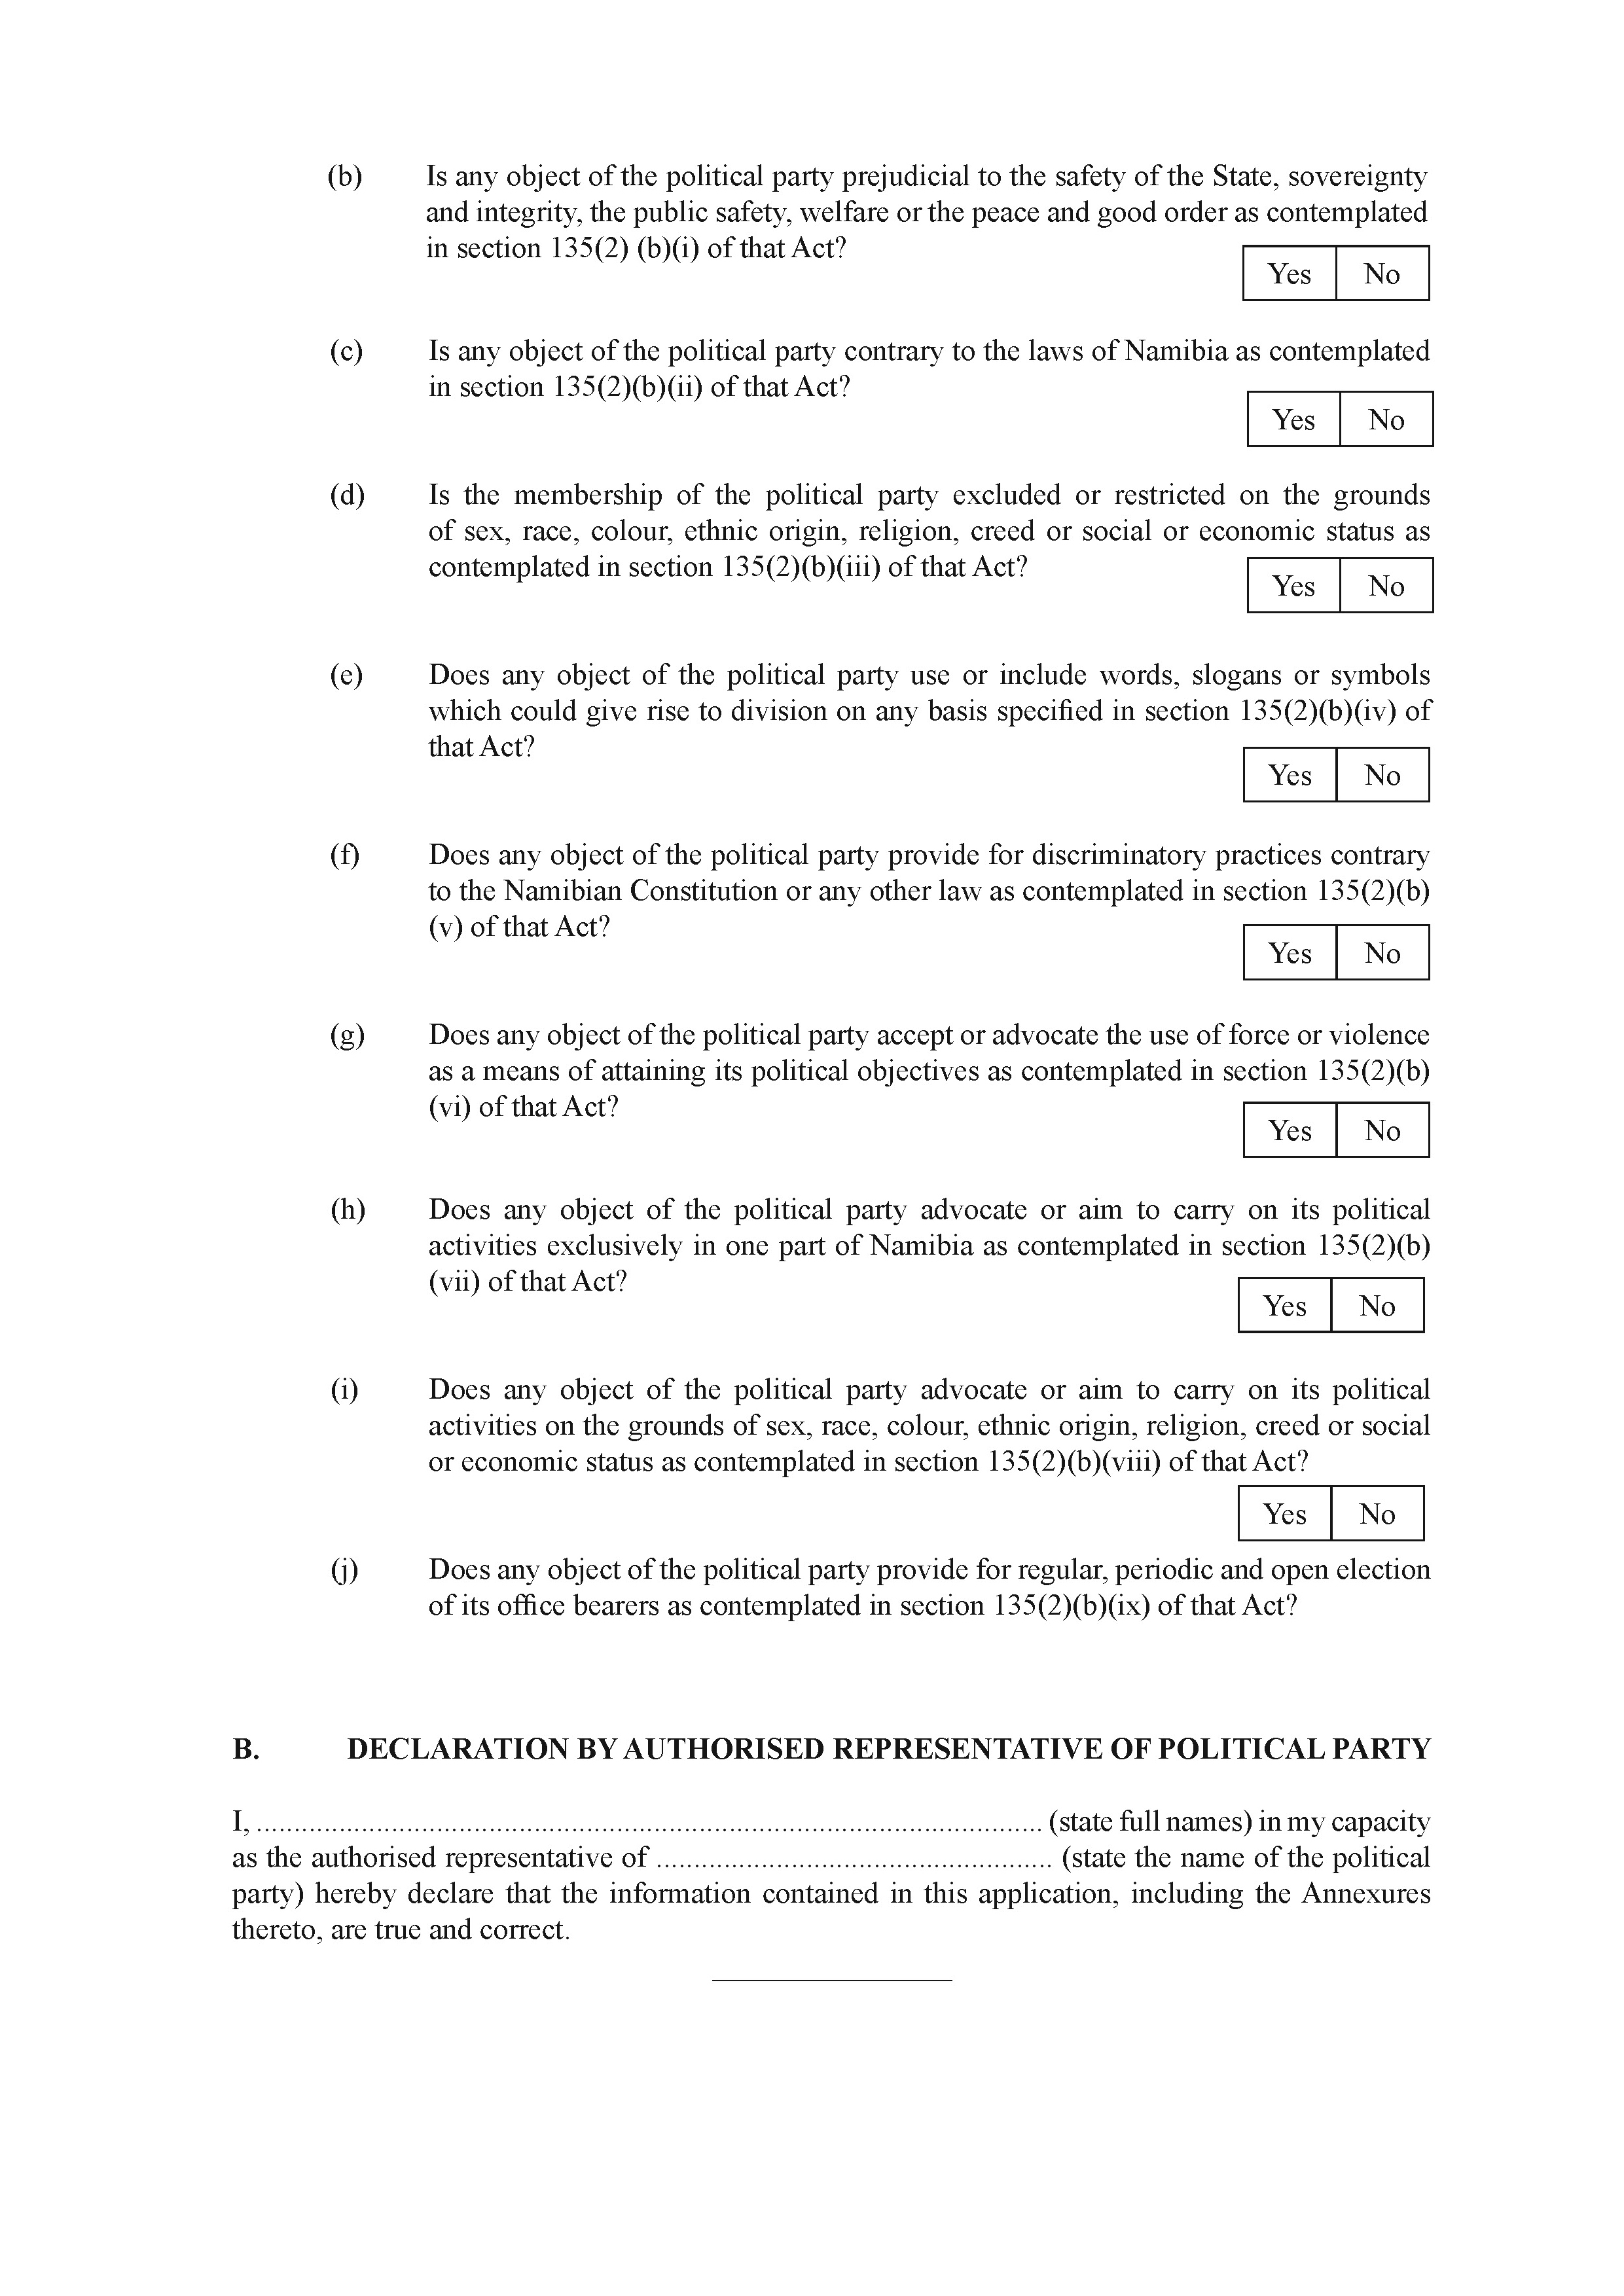 (b) Is any object of the political party prejudicial to the safety of the State, sovereignty
and integrity, the public safety, welfare or the peace and good order as contemplated
in section 135(2) (b)(i) of that Act?
Yes No
(c) Is any object of the political party contrary to the laws of Namibia as contemplated
in section 135(2)(b)(ii) of that Act?
Yes No
(d) Is the membership of the political party excluded or restricted on the grounds
of sex, race, colour, ethnic origin, religion, creed or social or economic status as
contemplated in section 135(2)(b)(iii) of that Act?
Yes No
(e) Does any object of the political party use or include words, slogans or symbols
which could give rise to division on any basis specified in section 135(2)(b)(iv) of
that Act?
Yes No
(f) Does any object of the political party provide for discriminatory practices contrary
to the Namibian Constitution or any other law as contemplated in section 135(2)(b)
(v) of that Act?
Yes No
(g) Does any object of the political party accept or advocate the use of force or violence
as a means of attaining its political objectives as contemplated in section 135(2)(b)
(vi) of that Act?
Yes No
(h) Does any object of the political party advocate or aim to carry on its political
activities exclusively in one part of Namibia as contemplated in section 135(2)(b)
(vii) of that Act?
Yes No
(i) Does any object of the political party advocate or aim to carry on its political
activities on the grounds of sex, race, colour, ethnic origin, religion, creed or social
or economic status as contemplated in section 135(2)(b)(viii) of that Act?
Yes No
(j) Does any object of the political party provide for regular, periodic and open election
of its office bearers as contemplated in section 135(2)(b)(ix) of that Act?
B. DECLARATION BY AUTHORISED REPRESENTATIVE OF POLITICAL PARTY
I, ........................................................................................................ (state full names) in my capacity
as the authorised representative of ..................................................... (state the name of the political
party) hereby declare that the information contained in this application, including the Annexures
thereto, are true and correct.